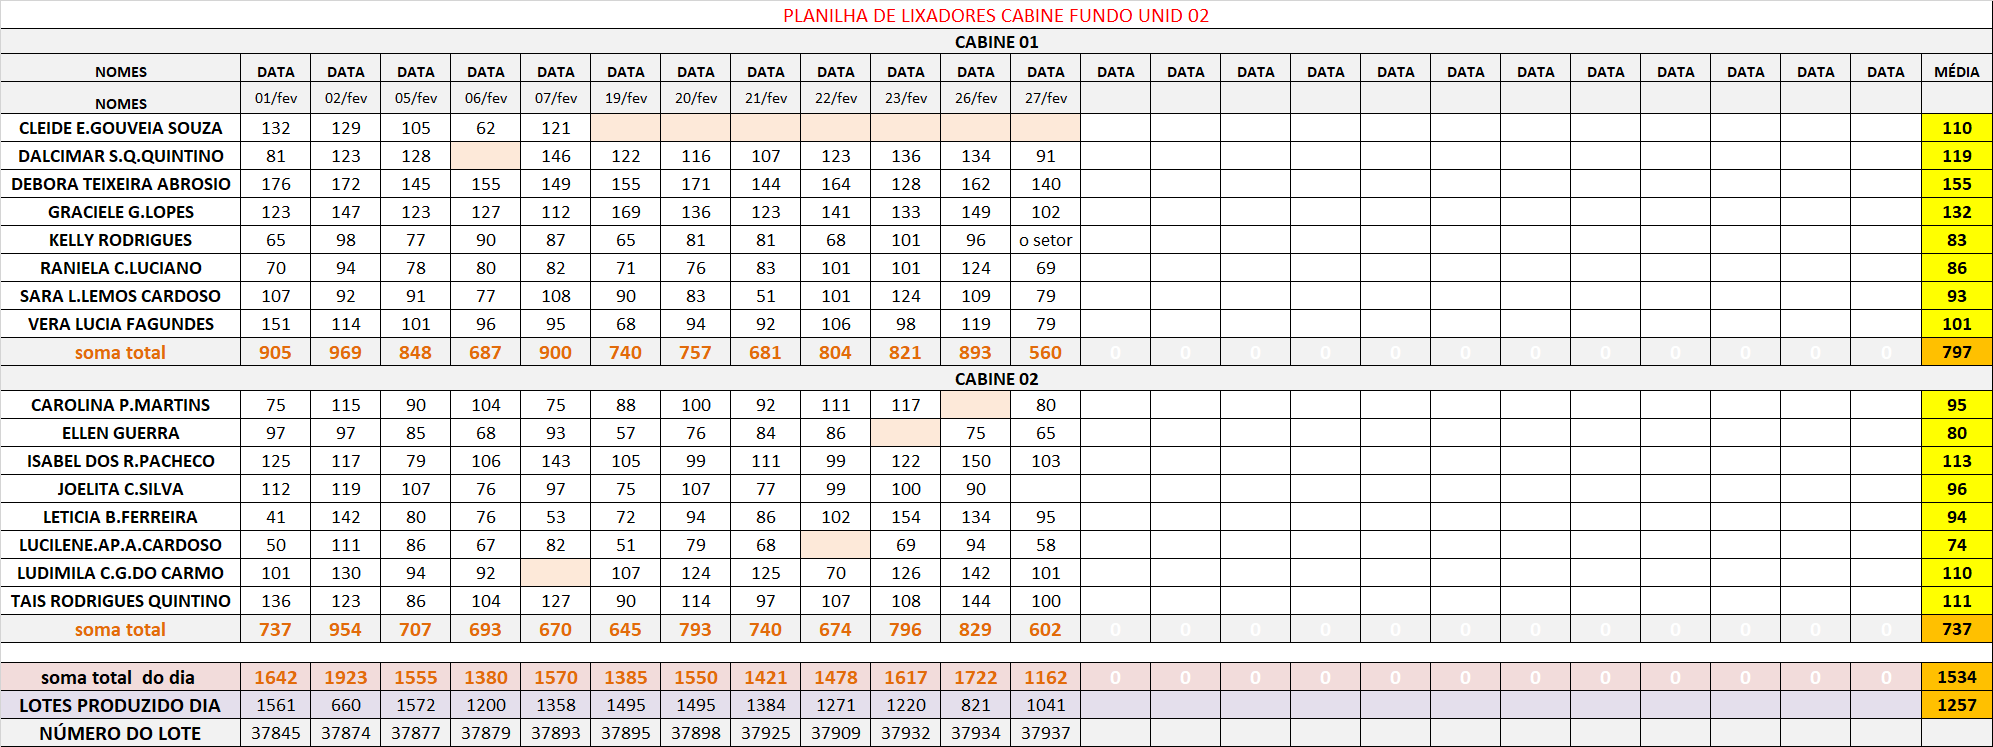 PLANILHA DE LIXADORES CABINE FUNDO UNID 02
CABINE 01
NOMES DATA DATA DATA DATA DATA DATA DATA DATA DATA DATA DATA DATA DATA DATA DATA DATA DATA DATA DATA DATA DATA DATA DATA DATA MÉDIA
NOMES 01/fev 02/fev 05/fev 06/fev 07/fev 19/fev 20/fev 21/fev 22/fev 23/fev 26/fev 27/fev
CLEIDE E.GOUVEIA SOUZA 132 129 105 62 121 110
DALCIMAR S.Q.QUINTINO 81 123 128 146 122 116 107 123 136 134 91 119
DEBORA TEIXEIRA ABROSIO 176 172 145 155 149 155 171 144 164 128 162 140 155
GRACIELE G.LOPES 123 147 123 127 112 169 136 123 141 133 149 102 132
KELLY RODRIGUES 65 98 77 90 87 65 81 81 68 101 96 o setor 83
RANIELA C.LUCIANO 70 94 78 80 82 71 76 83 101 101 124 69 86
SARA L.LEMOS CARDOSO 107 92 91 77 108 90 83 51 101 124 109 79 93
VERA LUCIA FAGUNDES 151 114 101 96 95 68 94 92 106 98 119 79 101
soma total 905 969 848 687 900 740 757 681 804 821 893 560 0 0 0 0 0 0 0 0 0 0 0 0 797
CABINE 02
CAROLINA P.MARTINS 75 115 90 104 75 88 100 92 111 117 80 95
ELLEN GUERRA 97 97 85 68 93 57 76 84 86 75 65 80
ISABEL DOS R.PACHECO 125 117 79 106 143 105 99 111 99 122 150 103 113
JOELITA C.SILVA 112 119 107 76 97 75 107 77 99 100 90 96
LETICIA B.FERREIRA 41 142 80 76 53 72 94 86 102 154 134 95 94
LUCILENE.AP.A.CARDOSO 50 111 86 67 82 51 79 68 69 94 58 74
LUDIMILA C.G.DO CARMO 101 130 94 92 107 124 125 70 126 142 101 110
TAIS RODRIGUES QUINTINO 136 123 86 104 127 90 114 97 107 108 144 100 111
soma total 737 954 707 693 670 645 793 740 674 796 829 602 0 0 0 0 0 0 0 0 0 0 0 0 737
soma total do dia 1642 1923 1555 1380 1570 1385 1550 1421 1478 1617 1722 1162 0 0 0 0 0 0 0 0 0 0 0 0 1534
LOTES PRODUZIDO DIA 1561 660 1572 1200 1358 1495 1495 1384 1271 1220 821 1041 1257
NÚMERO DO LOTE 37845 37874 37877 37879 37893 37895 37898 37925 37909 37932 37934 37937